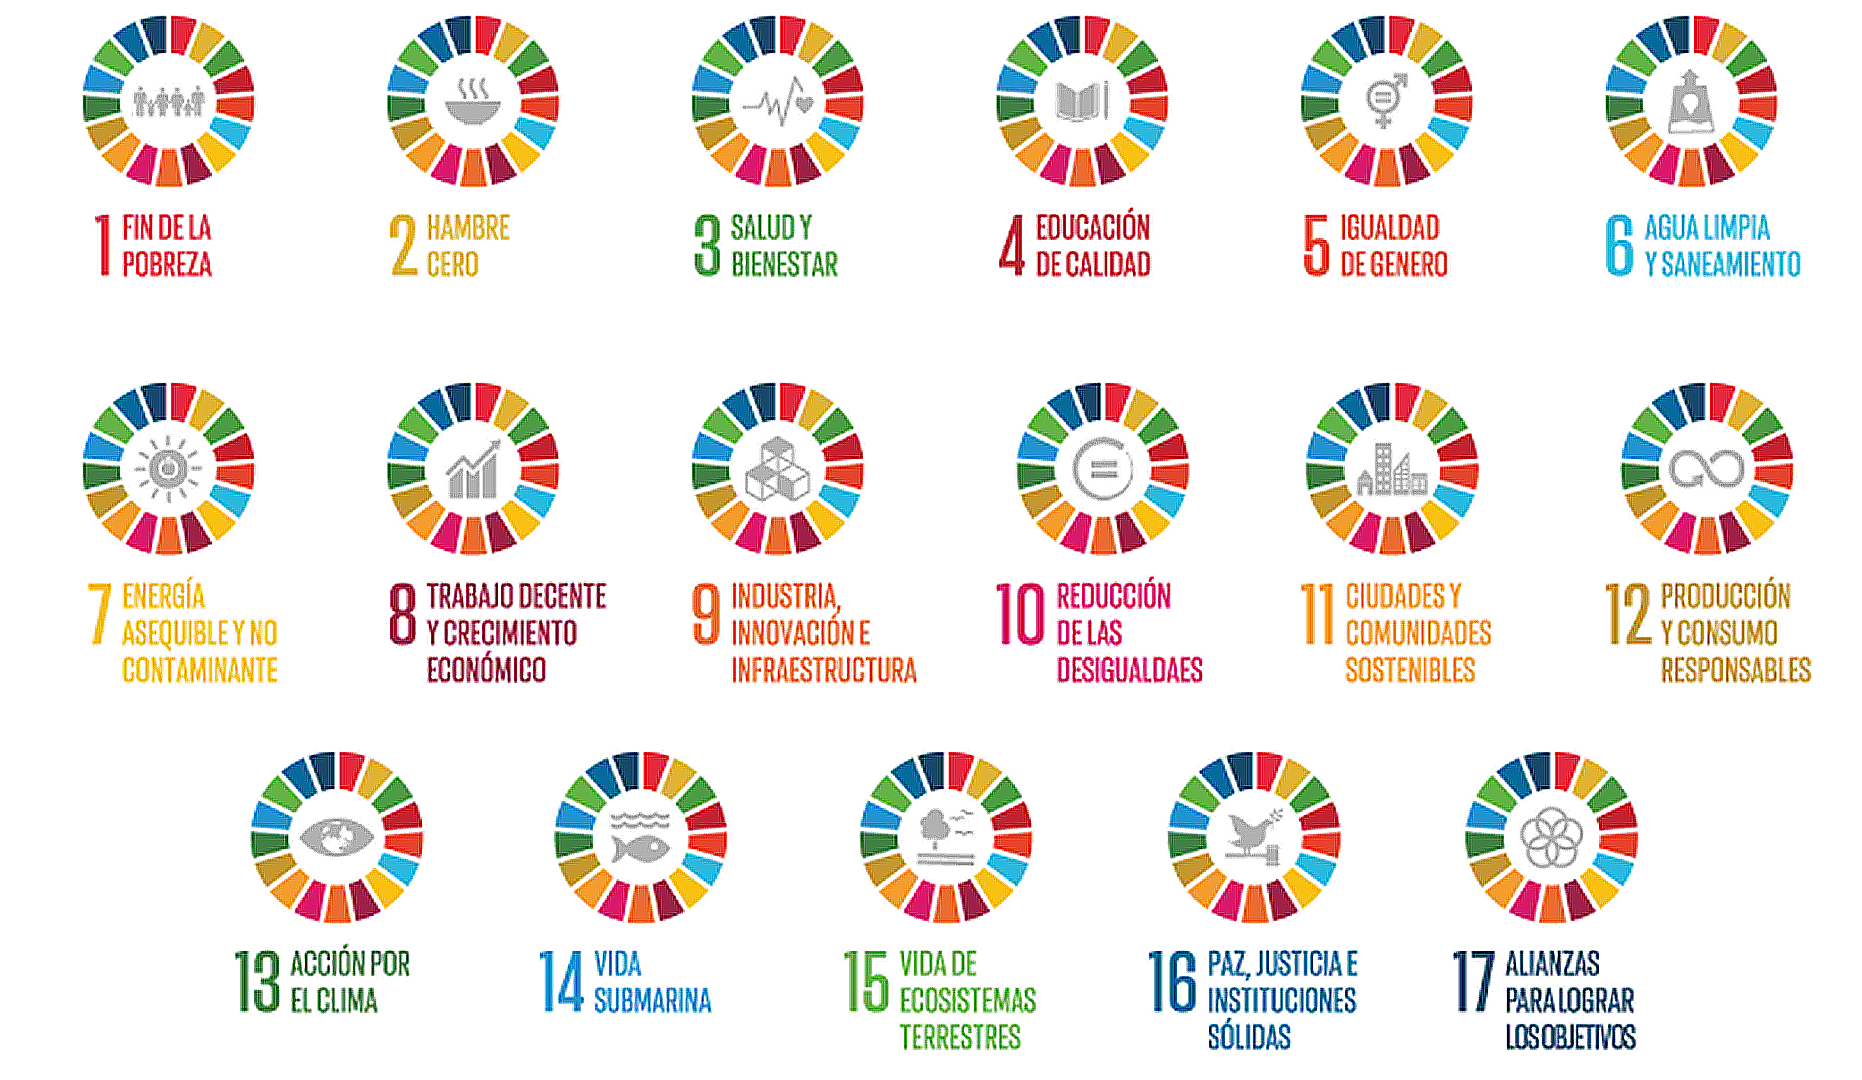 1 FIN DE LA
POBREZA
2 HAMBRE
CERO
3 SALUD Y
BIENESTAR
4 EDUCACIÓN
DE CALIDAD
5 IGUALDAD
DE GENERO
6 AGUA LIMPIA
Y SANEAMIENTO
7 ENERGÍA
ASEQUIBLE Y NO
CONTAMINANTE
8 TRABAJO DECENTE
Y CRECIMIENTO
ECONÓMICO
9 INDUSTRIA,
INNOVACIÓN E
INFRAESTRUCTURA
10 REDUCCIÓN
DE LAS
DESIGUALDAES
11 CIUDADES Y
COMUNIDADES
SOSTENIBLES
12 PRODUCCIÓN
Y CONSUMO
RESPONSABLES
13 ACCIÓN POR
EL CLIMA
14 VIDA
SUBMARINA
15 VIDA DE
ECOSISTEMAS
TERRESTRES
16 PAZ, JUSTICIA E
INSTITUCIONES
SÓLIDAS
17 ALIANZAS
PARA LOGRAR
LOS OBJETIVOS